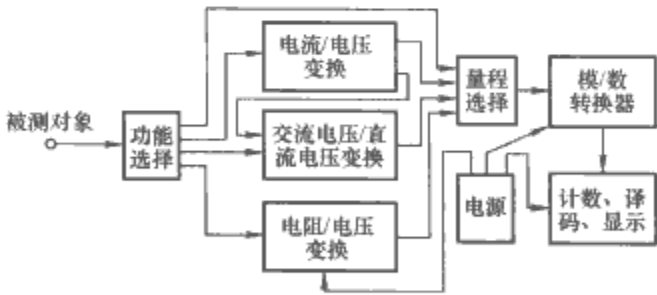 电流/电压
变换
量程
选择
模/数
转换器
被测对象
功能
选择
交流电压/直
流电压变换
电源
计数、译
码、显示
电阻/电压
变换